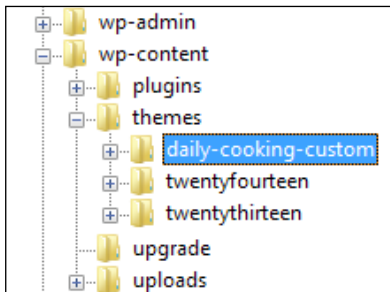 wp-admin
wp-content
plugins
themes
daily-cooking-custom
twentyfourteen
twentythirteen
upgrade
uploads